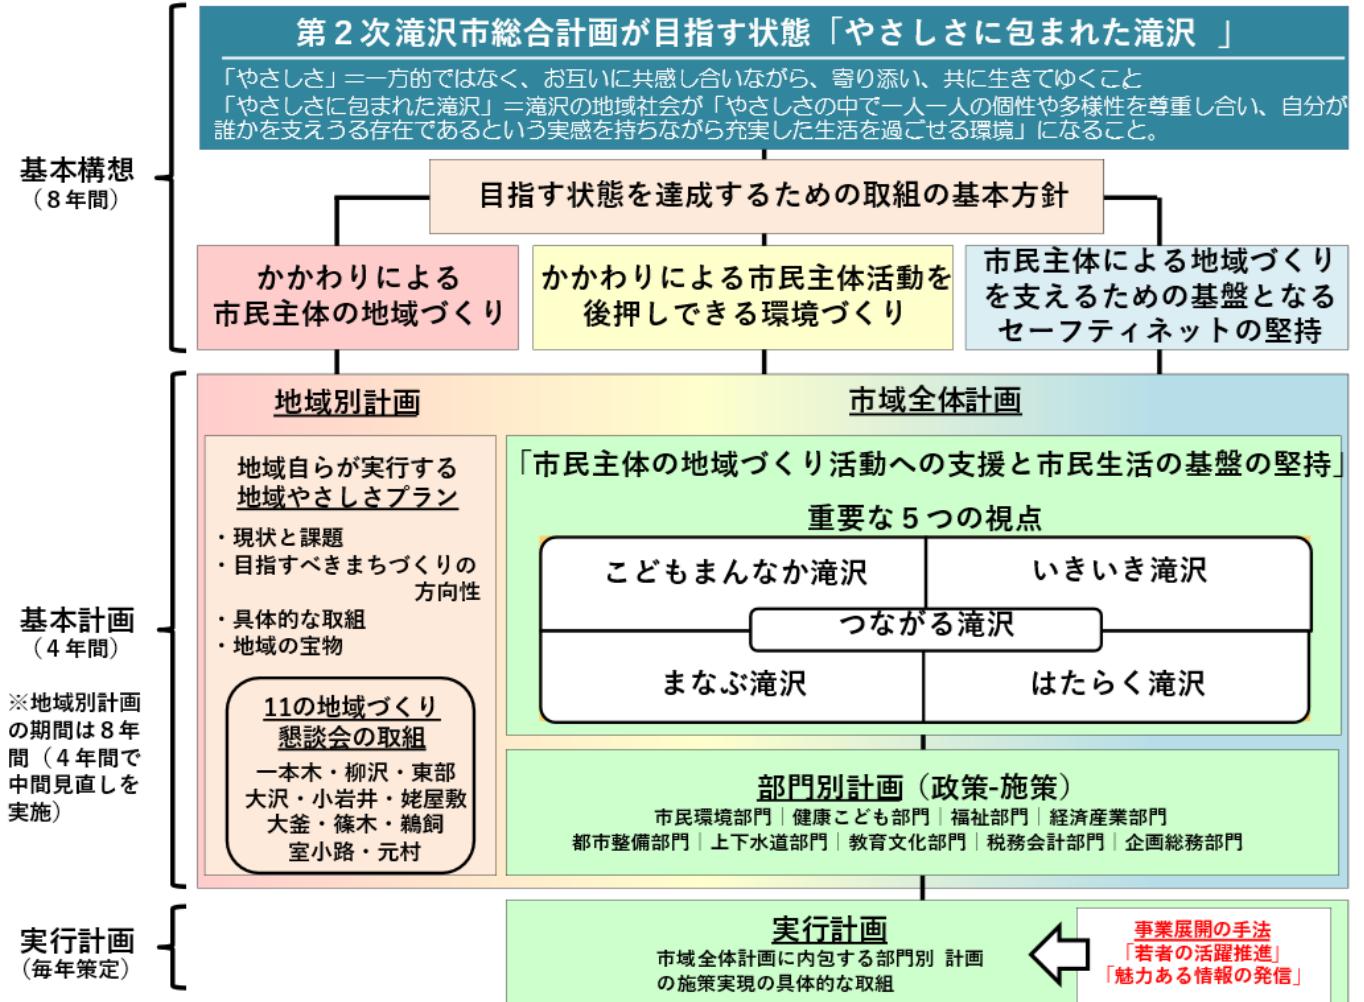 第２次滝沢市総合計画が目指す状態「やさしさに包まれた滝沢 」
「やさしさ」＝一方的ではなく、お互いに共感し合いながら、寄り添い、共に生きてゆくこと
「やさしさに包まれた滝沢」＝滝沢の地域社会が「やさしさの中で一人一人の個性や多様性を尊重し合い、自分が
誰かを支えうる存在であるという実感を持ちながら充実した生活を過ごせる環境」になること。
基本構想
（８年間）
目指す状態を達成するための取組の基本方針
かかわりによる
市民主体の地域づくり
かかわりによる市民主体活動を
後押しできる環境づくり
市民主体による地域づくり
を支えるための基盤となる
セーフティネットの堅持
基本計画
（４年間）
※地域別計画
の期間は８年
間（４年間で
中間見直しを
実施）
地域別計画
地域自らが実行する
地域やさしさプラン
・現状と課題
・目指すべきまちづくりの
方向性
・具体的な取組
・地域の宝物
11の地域づくり
懇談会の取組
一本木・柳沢・東部
大沢・小岩井・姥屋敷
大釜・篠木・鵜飼
室小路・元村
市域全体計画
「市民主体の地域づくり活動への支援と市民生活の基盤の堅持」
重要な５つの視点
こどもまんなか滝沢
いきいき滝沢
つながる滝沢
まなぶ滝沢
はたらく滝沢
部門別計画（政策-施策）
市民環境部門｜健康こども部門｜福祉部門｜経済産業部門
都市整備部門｜上下水道部門｜教育文化部門｜税務会計部門｜企画総務部門
実行計画
（毎年策定）
実行計画
市域全体計画に内包する部門別 計画
の施策実現の具体的な取組
事業展開の手法
「若者の活躍推進」
「魅力ある情報の発信」